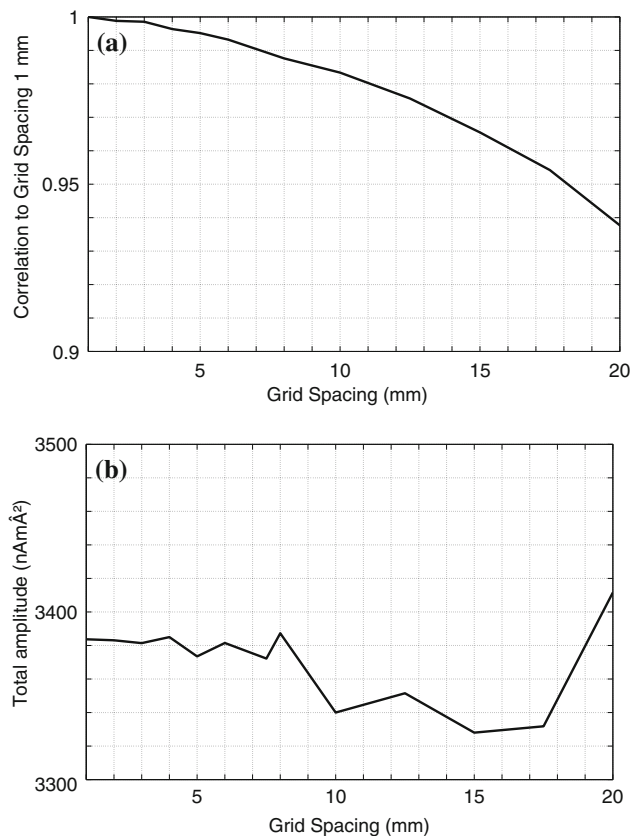 (a)
Correlation to Grid Spacing 1 mm
1
0.95
0.9
5 10 15 20
Grid Spacing (mm)
(b)
Total amplitude (nAmÂ²)
3500
3400
3300
5 10 15 20
Grid Spacing (mm)